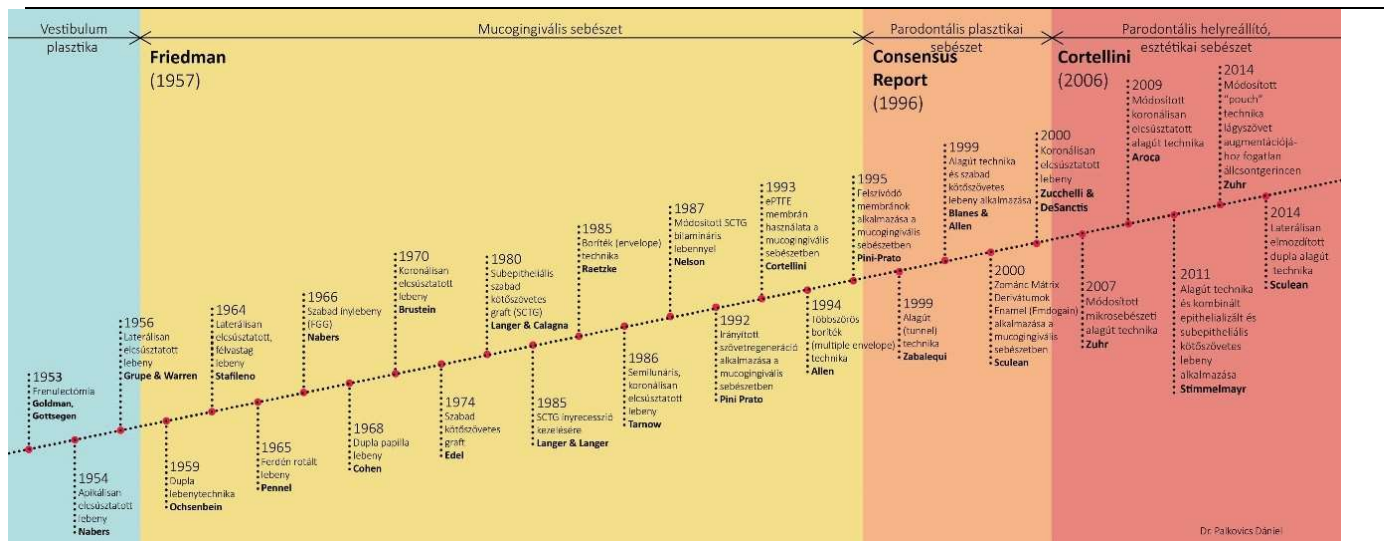 Vestibulum
plasztika
Mucogingivális sebészet
Parodontális plasztikai
sebészet
Parodontális helyreállító,
esztétikai sebészet
Friedman
(1957)
Consensus
Report
(1996)
Cortellini
(2006)
1953
Frenulectómia
Goldman,
Gottsegen
1954
Apikálisan
elcsúsztatott
lebeny
Nabers
1956
Laterálisan
elcsúsztatott
lebeny
Grupe & Warren
1959
Dupla
lebenytechnika
Ochsenbein
1964
Laterálisan
elcsúsztatott,
félvastag
lebeny
Stafileno
1965
Ferdén rotált
lebeny
Pennel
1966
Szabad ínylebeny
(FGG)
Nabers
1968
Dupla papilla
lebeny
Cohen
1970
Koronálisan
elcsúsztatott
lebeny
Brustein
1974
Szabad
kötőszövetes
graft
Edel
1980
Subepitheliális
szabad
kötőszövetes
graft (SCTG)
Langer & Calagna
1985
SCTG ínyrecesszió
kezelésére
Langer & Langer
1985
Boríték (envelope)
technika
Raetzke
1986
Semilunáris,
koronálisan
elcsúsztatott
lebeny
Tarnow
1987
Módosított SCTG
bilamináris
lebennyel
Nelson
1992
Irányított
szövetregeneráció
alkalmazása a
mucogingivális
sebészetben
Pini Prato
1993
ePTFE
membrán
használata a
mucogingivális
sebészetben
Cortellini
1994
Többszörös
boríték
(multiple envelope)
technika
Allen
1995
Felszívódó
membránok
alkalmazása a
mucogingivális
sebészetben
Pini-Prato
1999
Alagút
(tunnel)
technika
Zabalequi
1999
Alagút technika
és szabad
kötőszövetes
lebeny alkalmazása
Blanes &
Allen
2000
Zománc Mátrix
Derivátumok
Enamel (Emdogain)
alkalmazása a
mucogingivális
sebészetben
Sculean
2000
Koronálisan
elcsúsztatott
lebeny
Zucchelli &
DeSanctis
2007
Módosított
mikrosebészeti
alagút technika
Zuhr
2009
Módosított
koronálisan
elcsúsztatott
alagút technika
Aroca
2011
Alagút technika
és kombinált
epithelializált és
subepitheliális
kötőszövetes
lebeny
alkalmazása
Stimmelmayr
2014
Módosított
"pouch"
technika
lágyszövet
augmentációjá-
hoz fogatlan
állcsontgerincen
Zuhr
2014
Laterálisan
elmozdított
dupla alagút
technika
Sculean
Dr. Palkovics Dániel